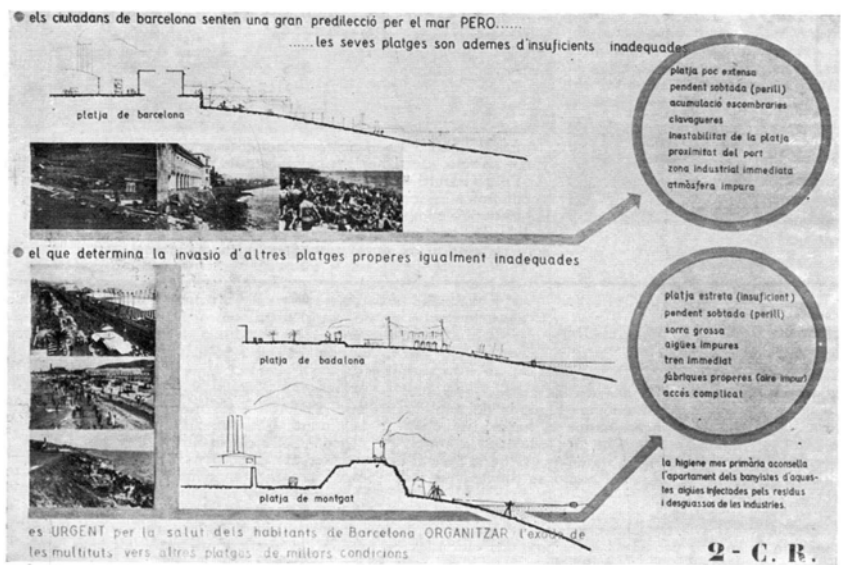 els ciutadans de barcelona senten una gran predilecció per el mar PERO......
......les seves platges son ademes d'insuficients inadequades
platja de barcelona
platja poc extensa
pendent sobtada (perill)
acumulació escombraries
clavagueres
inestabilitat de la platja
proximitat del port
zona industrial immediata
atmòsfera impura
el que determina la invasió d'altres platges properes igualment inadequades
platja de badalona
platja de montgat
platja estreta (insuficient)
pendent sobtada (perill)
sorra grossa
aigües impures
tren immediat
fàbriques properes (aire impur)
accés complicat
la higiene mes primària aconsella
l'apartament dels banyistes d'aques-
tes aigües infectades pels residus
i desguassos de les industries.
es URGENT per la salut dels habitants de Barcelona ORGANITZAR l'exode de
les multituts vers altres platges de millors condicions
2 - C. R.